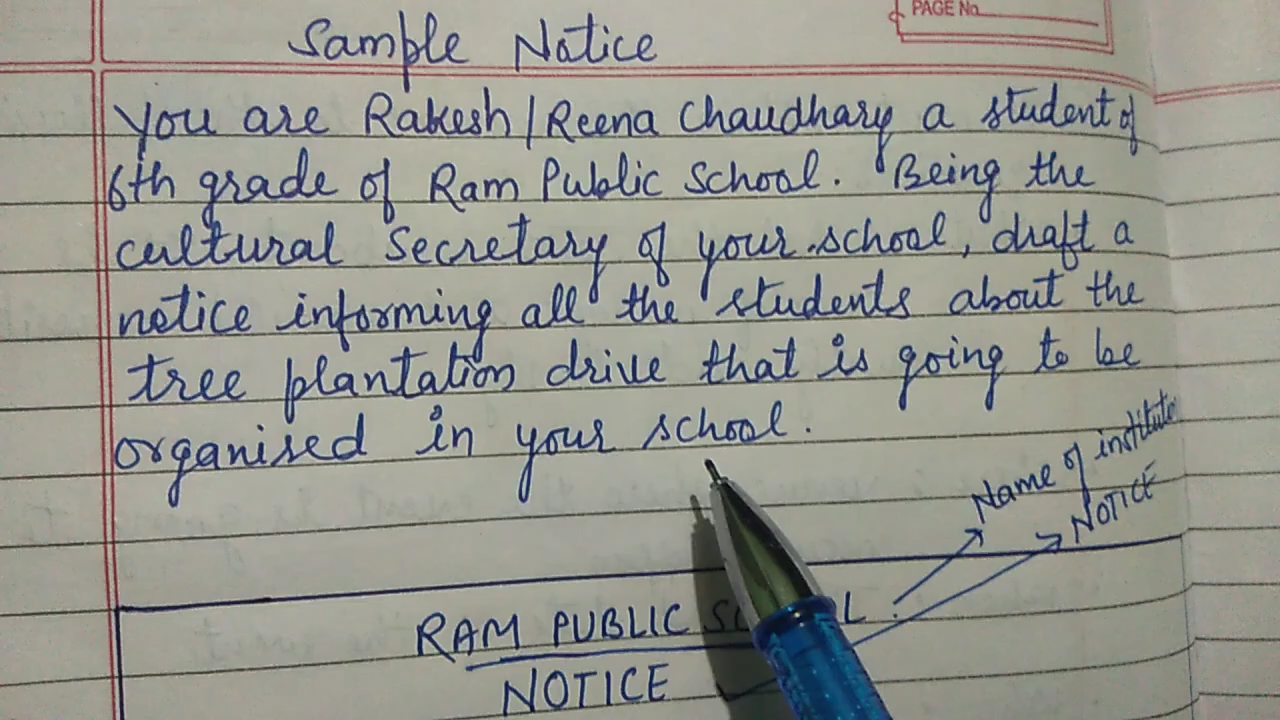 PAGE No.
Sample Notice
You are Rakesh/Reena Chaudhary a student of
6th grade of Ram Public School. Being the
cultural Secretary of your school, draft a
notice informing all the students about the
tree plantation drive that is going to be
organised in your school.
Name of institute
NOTICE
RAM PUBLIC
NOTICE